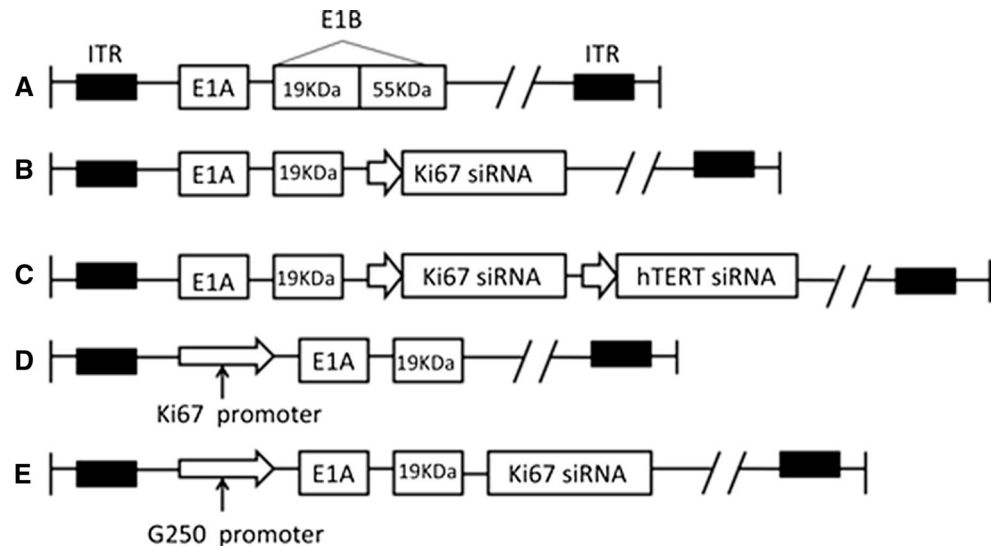 E1B
ITR ITR
A E1A 19KDa 55KDa
B E1A 19KDa Ki67 siRNA
C E1A 19KDa Ki67 siRNA hTERT siRNA
D E1A 19KDa
Ki67 promoter
E E1A 19KDa Ki67 siRNA
G250 promoter